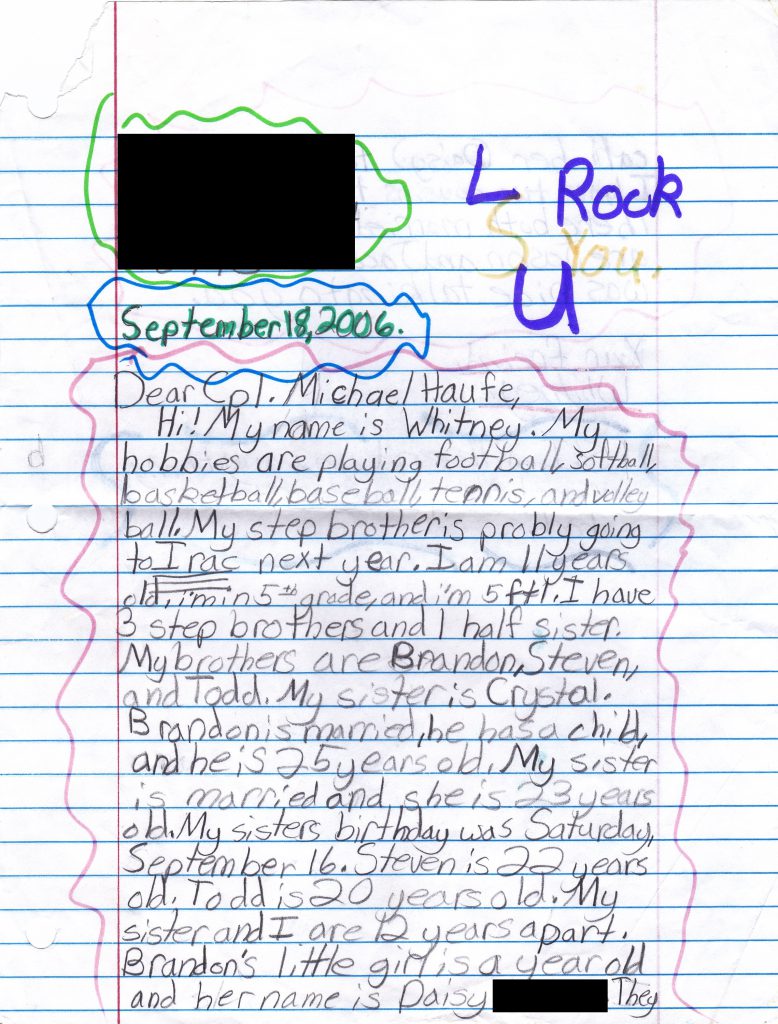 L Rock
S You.
U
September 18, 2006.
Dear Cpl. Michael Haufe,
Hi! My name is Whitney. My
hobbies are playing football, softball,
basketball, baseball, tennis, and volley
ball. My step brother is probly going
to Irac next year. I am 11 years
old, i'm in 5th grade, and i'm 5 ft 1. I have
3 step brothers and 1 half sister.
My brothers are Brandon, Steven,
and Todd. My sister is Crystal.
Brandon is married, he has a child,
and he is 25 years old. My sister
is married and she is 23 years
old. My sisters birthday was Saturday,
September 16. Steven is 22 years
old. Todd is 20 years old. My
sister and I are 12 years apart.
Brandon's little girl is a year old
and her name is Daisy They